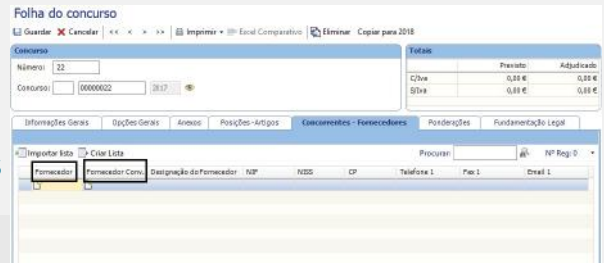 Folha do concurso
Guardar Cancelar << < > >> Imprimir Excel Comparativo Eliminar Copiar para 2018
Concurso
Totais
Número: 22
Previsto Adjudicado
Concurso: 00000022 2017
C/Iva 0,00 € 0,00 €
S/Iva 0,00 € 0,00 €
Informações Gerais Opções Gerais Anexos Posições-Artigos Concorrentes - Fornecedores Ponderações Fundamentação Legal
Importar lista Criar Lista Procurar: Nº Reg: 0
Fornecedor Fornecedor Conv. Designação do Fornecedor NIF NISS CP Telefone 1 Fax 1 Email 1